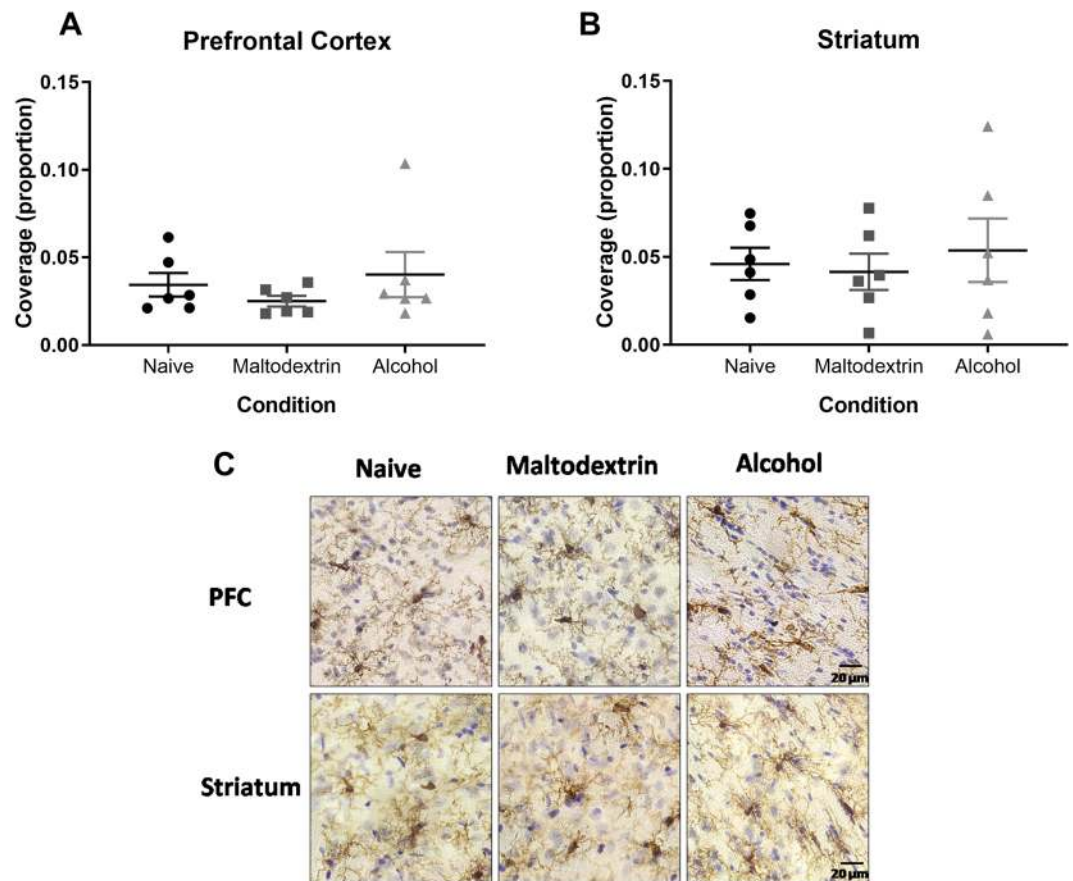 A
Prefrontal Cortex
Coverage (proportion)
0.15
0.10
0.05
0.00
Naive Maltodextrin Alcohol
Condition
B
Striatum
Coverage (proportion)
0.15
0.10
0.05
0.00
Naive Maltodextrin Alcohol
Condition
C
Naive Maltodextrin Alcohol
PFC
20 µm
Striatum
20 µm